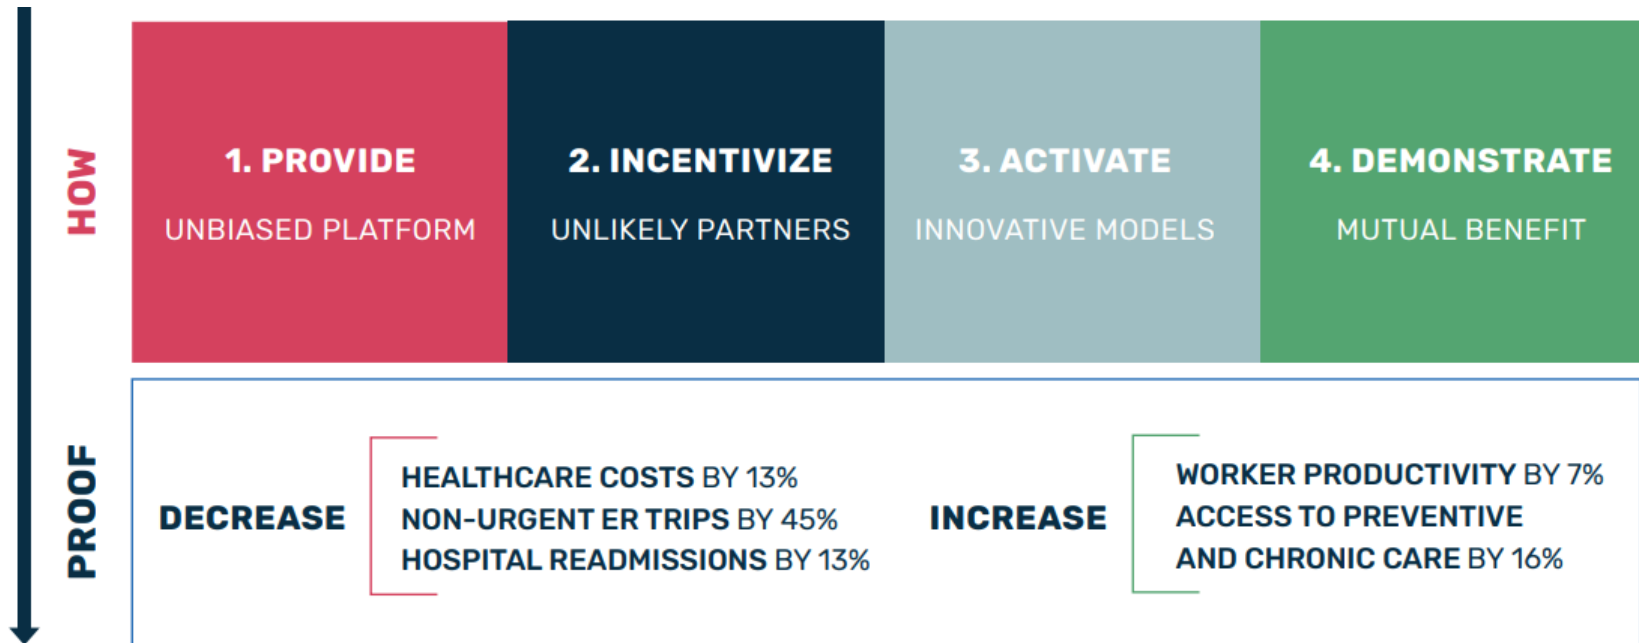 HOW
1. PROVIDE
UNBIASED PLATFORM
2. INCENTIVIZE
UNLIKELY PARTNERS
3. ACTIVATE
INNOVATIVE MODELS
4. DEMONSTRATE
MUTUAL BENEFIT
PROOF
DECREASE
HEALTHCARE COSTS BY 13%
NON-URGENT ER TRIPS BY 45%
HOSPITAL READMISSIONS BY 13%
INCREASE
WORKER PRODUCTIVITY BY 7%
ACCESS TO PREVENTIVE
AND CHRONIC CARE BY 16%